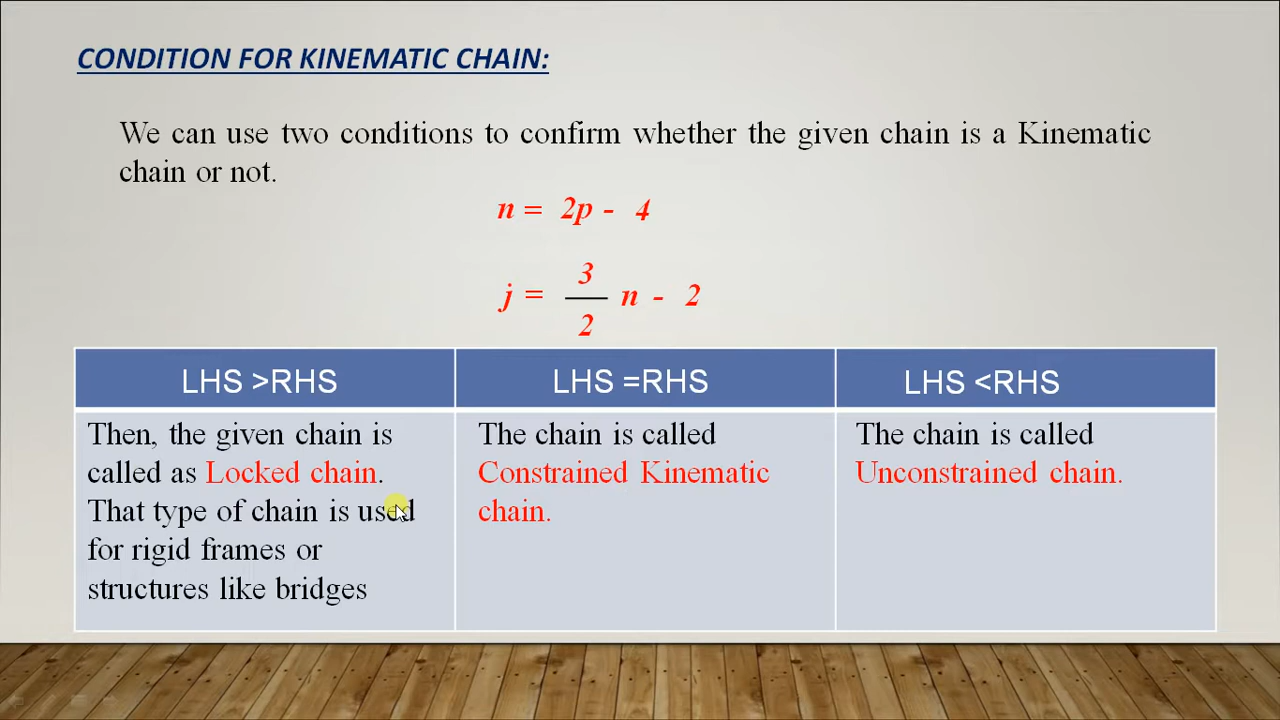 CONDITION FOR KINEMATIC CHAIN:
We can use two conditions to confirm whether the given chain is a Kinematic
chain or not.
n = 2p - 4
j = 3/2 n - 2
LHS >RHS
Then, the given chain is
called as Locked chain.
That type of chain is used
for rigid frames or
structures like bridges
LHS =RHS
The chain is called
Constrained Kinematic
chain.
LHS <RHS
The chain is called
Unconstrained chain.